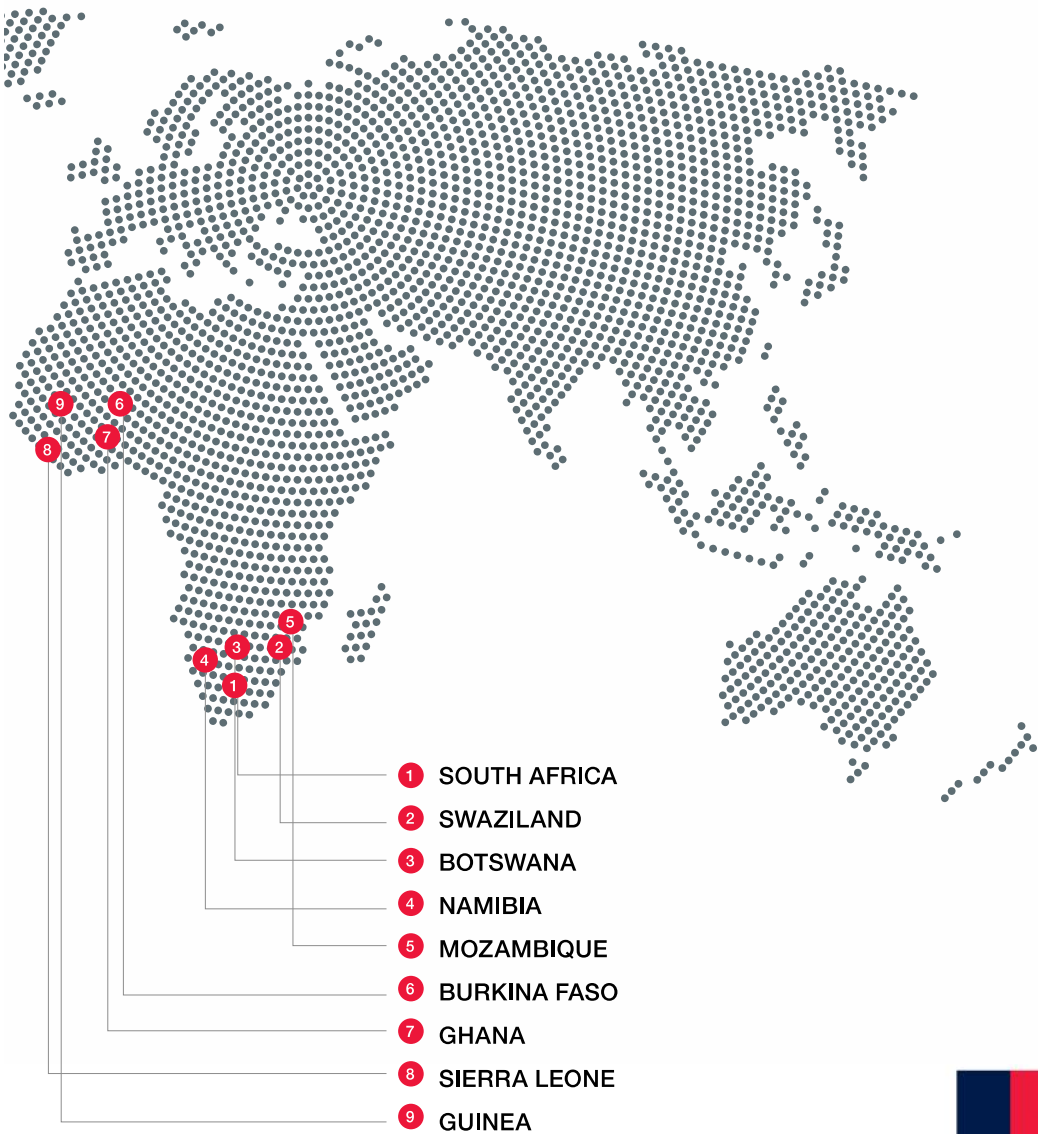 9
6
7
8
5
3
2
4
1
1 SOUTH AFRICA
2 SWAZILAND
3 BOTSWANA
4 NAMIBIA
5 MOZAMBIQUE
6 BURKINA FASO
7 GHANA
8 SIERRA LEONE
9 GUINEA